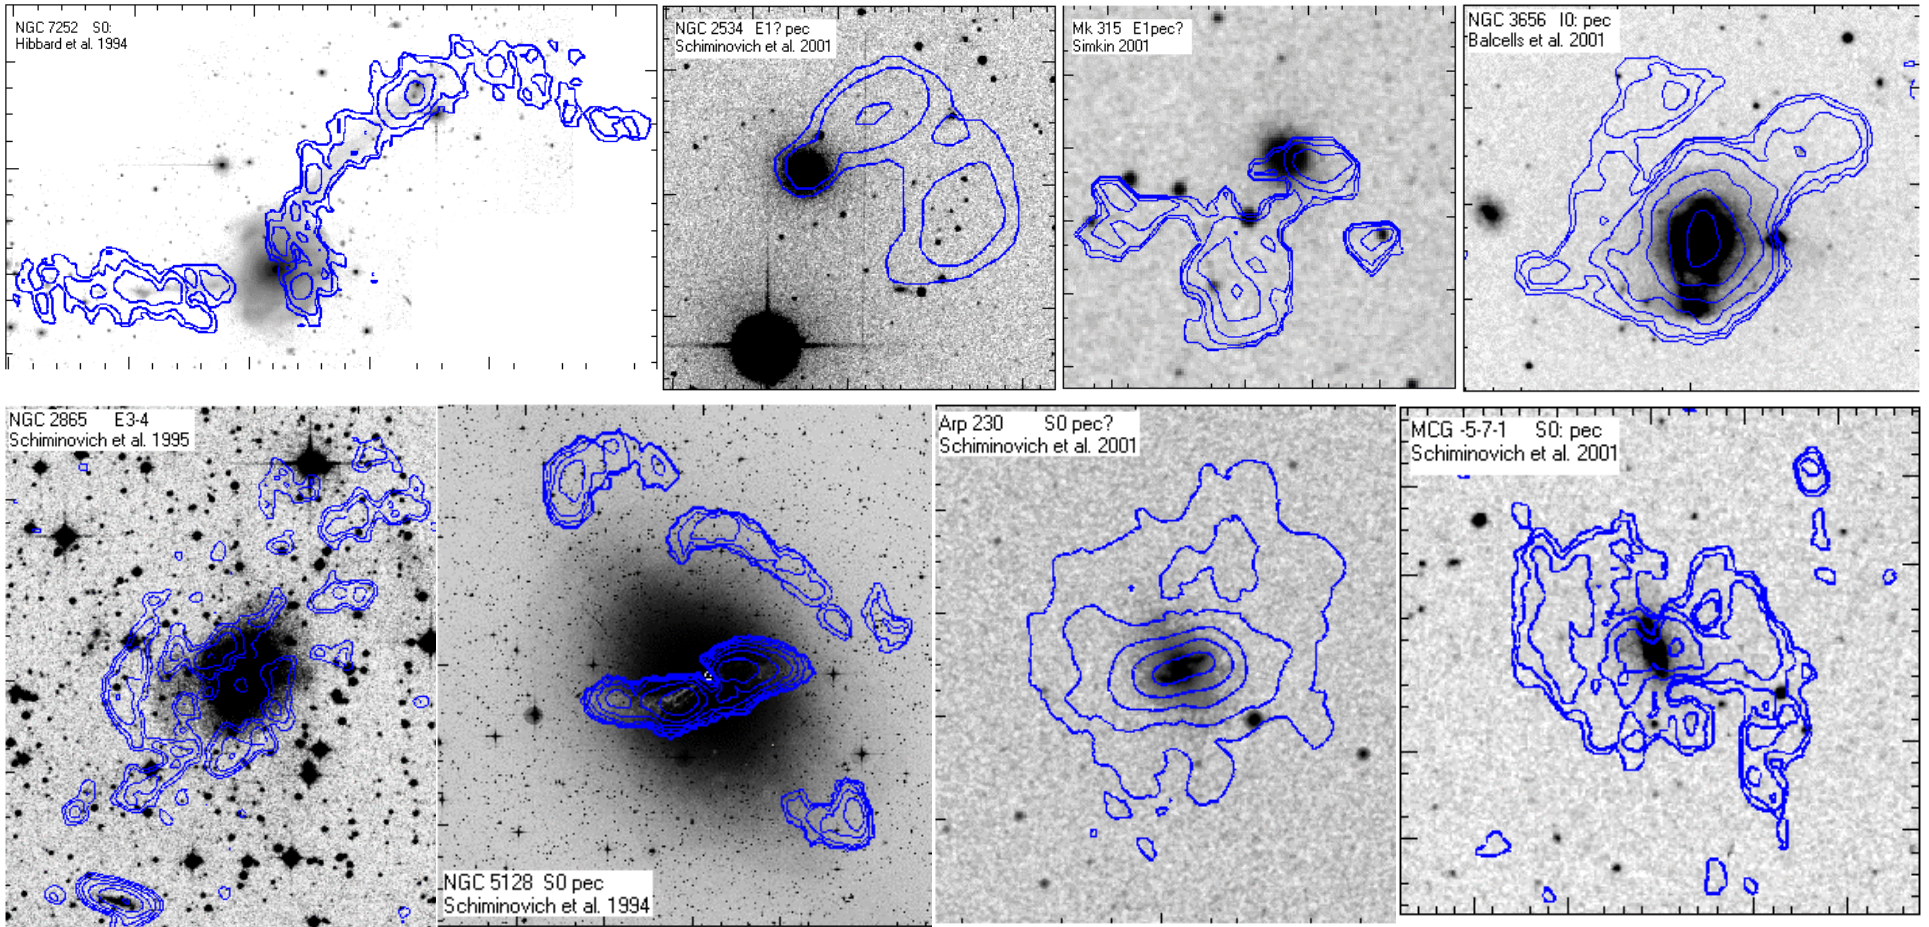 NGC 7252 S0:
Hibbard et al. 1994
NGC 2534 E1? pec
Schiminovich et al. 2001
Mk 315 E1pec?
Simkin 2001
NGC 3656 I0: pec
Balcells et al. 2001
NGC 2865 E3-4
Schiminovich et al. 1995
NGC 5128 S0 pec
Schiminovich et al. 1994
Arp 230 S0 pec?
Schiminovich et al. 2001
MCG -5-7-1 S0: pec
Schiminovich et al. 2001